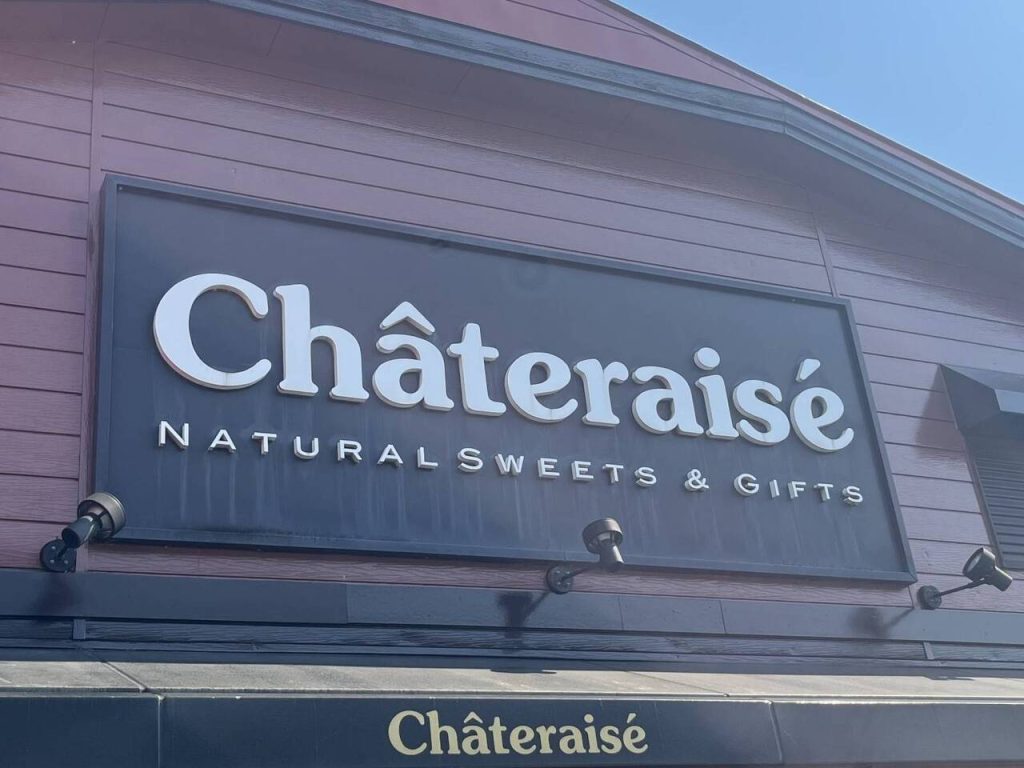 Châteraisé
NATURAL SWEETS & GIFTS
Châteraisé